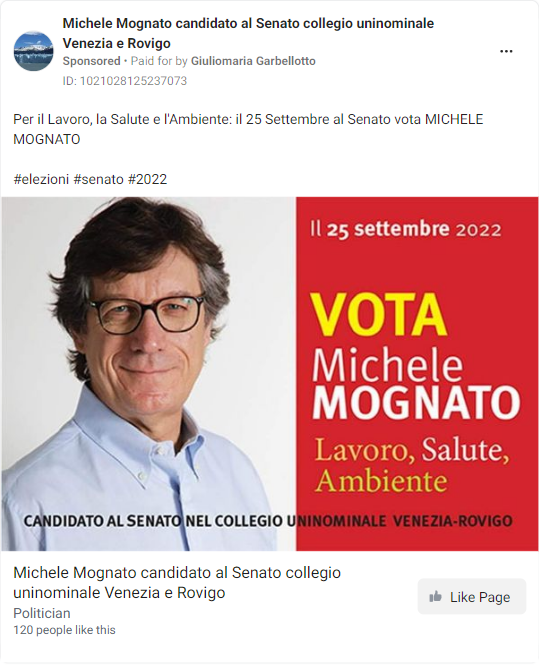 Michele Mognato candidato al Senato collegio uninominale
Venezia e Rovigo
Sponsored • Paid for by Giuliomaria Garbellotto
ID: 1021028125237073
Per il Lavoro, la Salute e l'Ambiente: il 25 Settembre al Senato vota MICHELE
MOGNATO
#elezioni #senato #2022
Il 25 settembre 2022
VOTA
Michele
MOGNATO
Lavoro, Salute,
Ambiente
CANDIDATO AL SENATO NEL COLLEGIO UNINOMINALE VENEZIA-ROVIGO
Michele Mognato candidato al Senato collegio
uninominale Venezia e Rovigo
Politician
120 people like this
Like Page